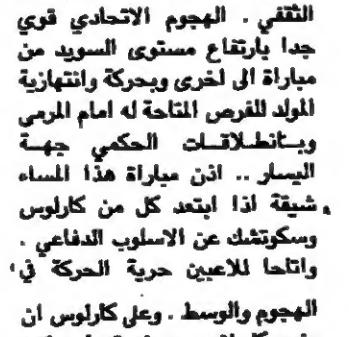 الثقفي . الهجوم الاتحادي قوي
جدا بارتفاع مستوى السويد من
مباراة الى لخرى وبحركة وانتهازية
المولد للفرص المتاحة له امام المرمى
وبانطلاقات الحكمي جهة
اليسار .. اذن مباراة هذا المساء
شيقة اذا ابتعد كل من كارلوس
وسكوتشك عن الاسلوب الدفاعي .
واتاحا للاعبين حرية الحركة في
الهجوم والوسط . وعلى كارلوس ان